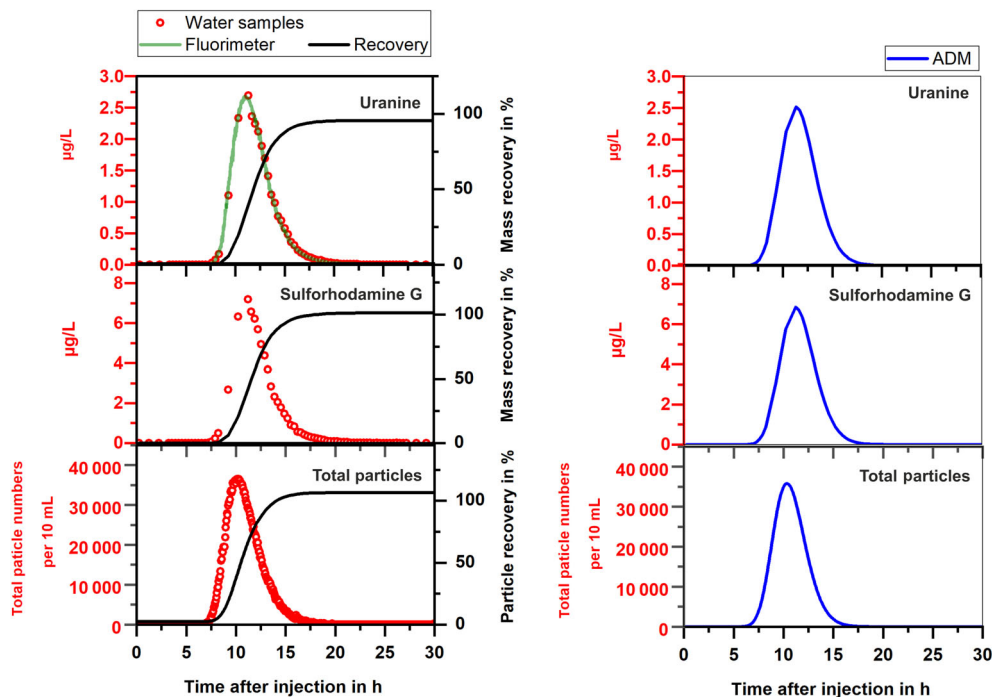 Water samples
Fluorimeter
Recovery
ADM
3.0
2.5
2.0
1.5
1.0
0.5
0.0
µg/L
Uranine
100
50
0
Mass recovery in %
3.0
2.5
2.0
1.5
1.0
0.5
0.0
µg/L
Uranine
8
6
4
2
0
µg/L
Sulforhodamine G
100
50
0
Mass recovery in %
8
6
4
2
0
µg/L
Sulforhodamine G
40 000
30 000
20 000
10 000
0
Total paticle numbers
per 10 mL
Total particles
100
50
0
Particle recovery in %
40 000
30 000
20 000
10 000
0
Total paticle numbers
per 10 mL
Total particles
0 5 10 15 20 25 30
Time after injection in h
0 5 10 15 20 25 30
Time after injection in h